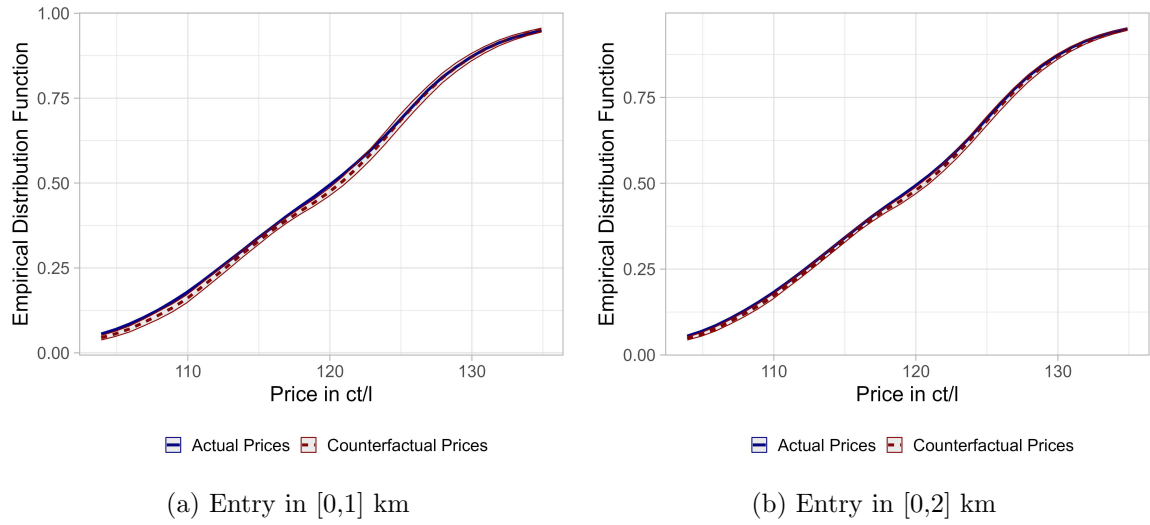 1.00
0.75
0.50
0.25
0.00
Empirical Distribution Function
110 120 130
Price in ct/l
Actual Prices Counterfactual Prices
(a) Entry in [0,1] km
0.75
0.50
0.25
0.00
Empirical Distribution Function
110 120 130
Price in ct/l
Actual Prices Counterfactual Prices
(b) Entry in [0,2] km